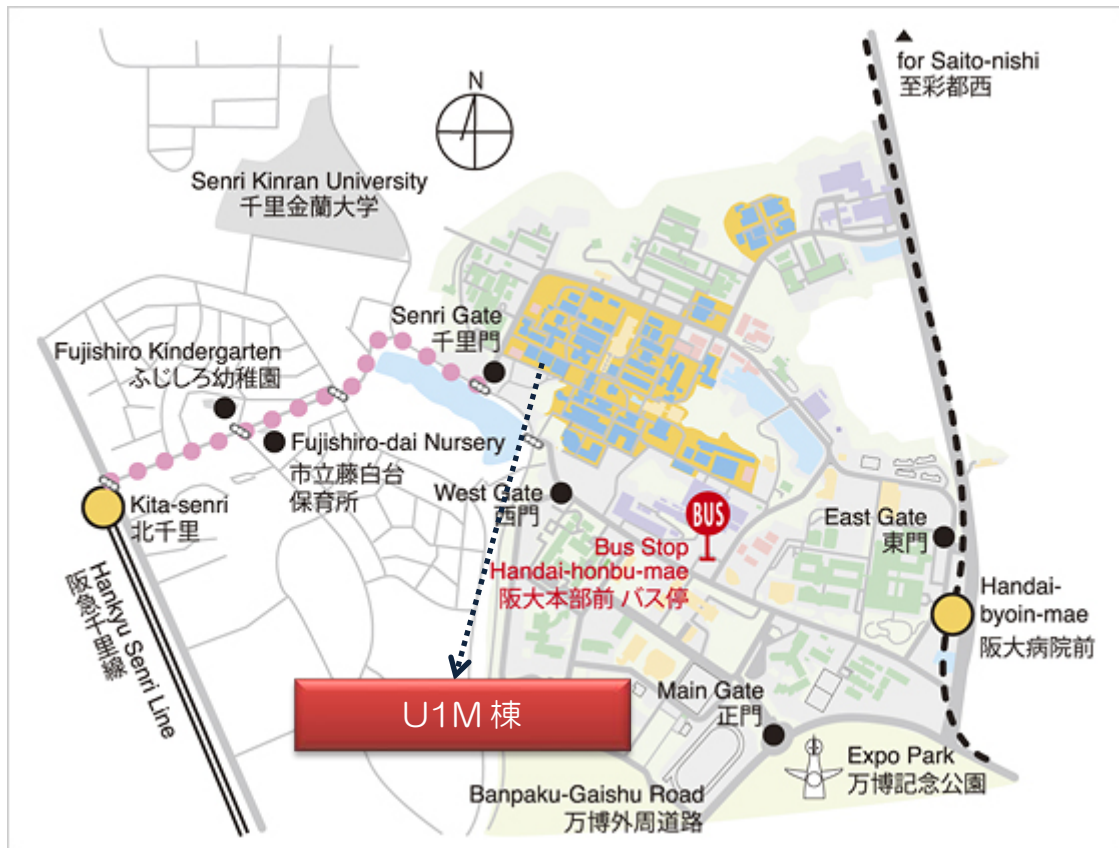 for Saito-nishi
至彩都西
N
Senri Kinran University
千里金蘭大学
Senri Gate
千里門
Fujishiro Kindergarten
ふじしろ幼稚園
Fujishiro-dai Nursery
市立藤白台
保育所
Kita-senri
北千里
West Gate
西門
BUS
Bus Stop
Handai-honbu-mae
阪大本部前 バス停
East Gate
東門
Handai-
byoin-mae
阪大病院前
Hankyu Senri Line
阪急千里線
U1M 棟
Main Gate
正門
Expo Park
万博記念公園
Banpaku-Gaishu Road
万博外周道路